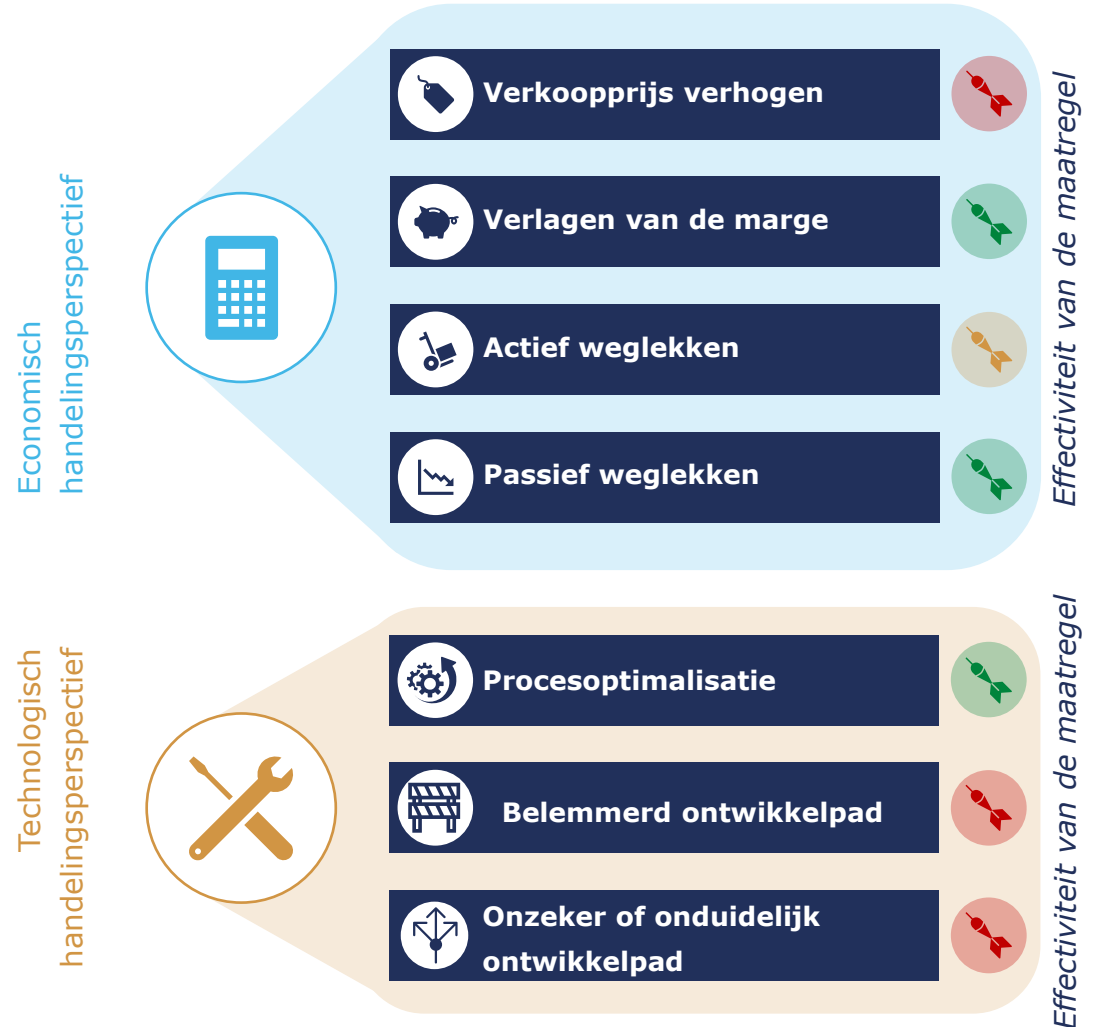 Economisch
handelingsperspectief
Verkoopprijs verhogen
Verlagen van de marge
Actief weglekken
Passief weglekken
Effectiviteit van de maatregel
Technologisch
handelingsperspectief
Procesoptimalisatie
Belemmerd ontwikkelpad
Onzeker of onduidelijk
ontwikkelpad
Effectiviteit van de maatregel